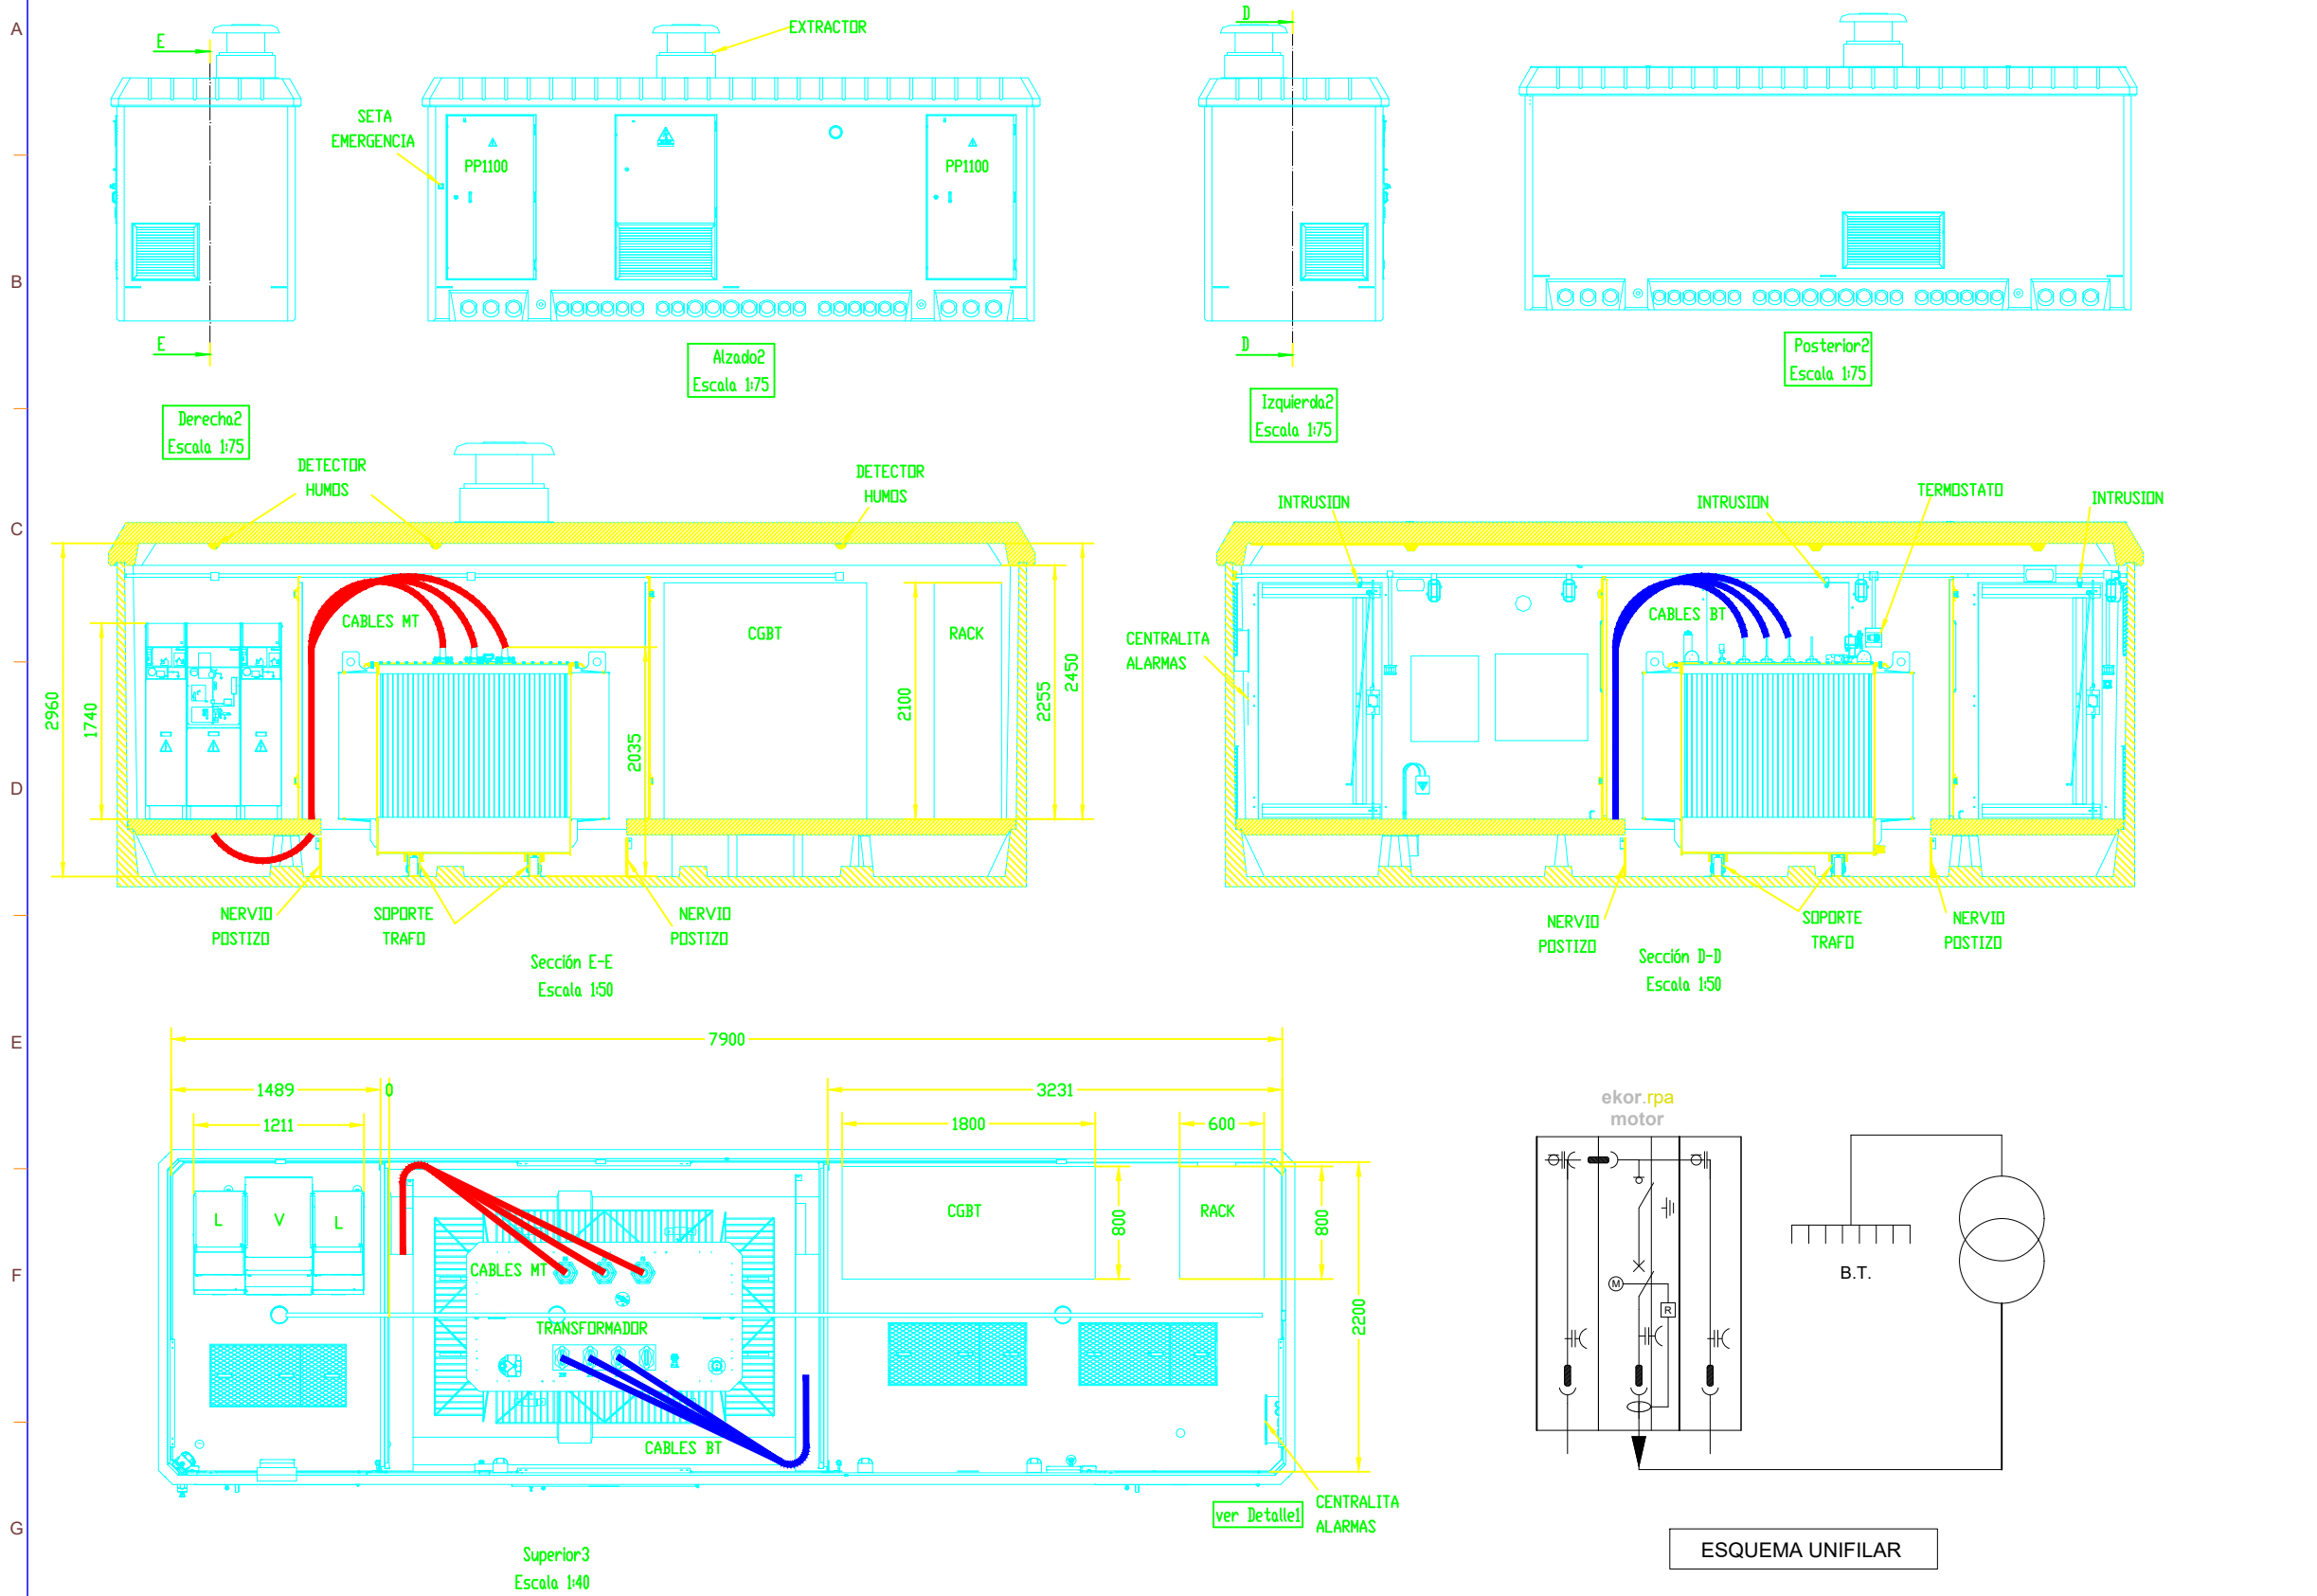 A
B
C
D
E
F
G
E
E
EXTRACTOR
SETA
EMERGENCIA
PP1100
PP1100
D
D
Derecha2
Escala 1:75
Alzado2
Escala 1:75
Izquierda2
Escala 1:75
Posterior2
Escala 1:75
DETECTOR
HUMOS
DETECTOR
HUMOS
CABLES MT
CGBT
RACK
2960
1740
2035
2100
2255
2450
NERVIO
POSTIZO
SOPORTE
TRAFO
NERVIO
POSTIZO
Sección E-E
Escala 1:50
INTRUSION
INTRUSION
TERMOSTATO
INTRUSION
CABLES BT
CENTRALITA
ALARMAS
NERVIO
POSTIZO
SOPORTE
TRAFO
NERVIO
POSTIZO
Sección D-D
Escala 1:50
7900
1489
0
3231
1211
1800
600
L
V
L
CGBT
800
RACK
800
2200
CABLES MT
TRANSFORMADOR
CABLES BT
ver Detalle1
CENTRALITA
ALARMAS
Superior3
Escala 1:40
ekor.rpa
motor
M
R
B.T.
ESQUEMA UNIFILAR